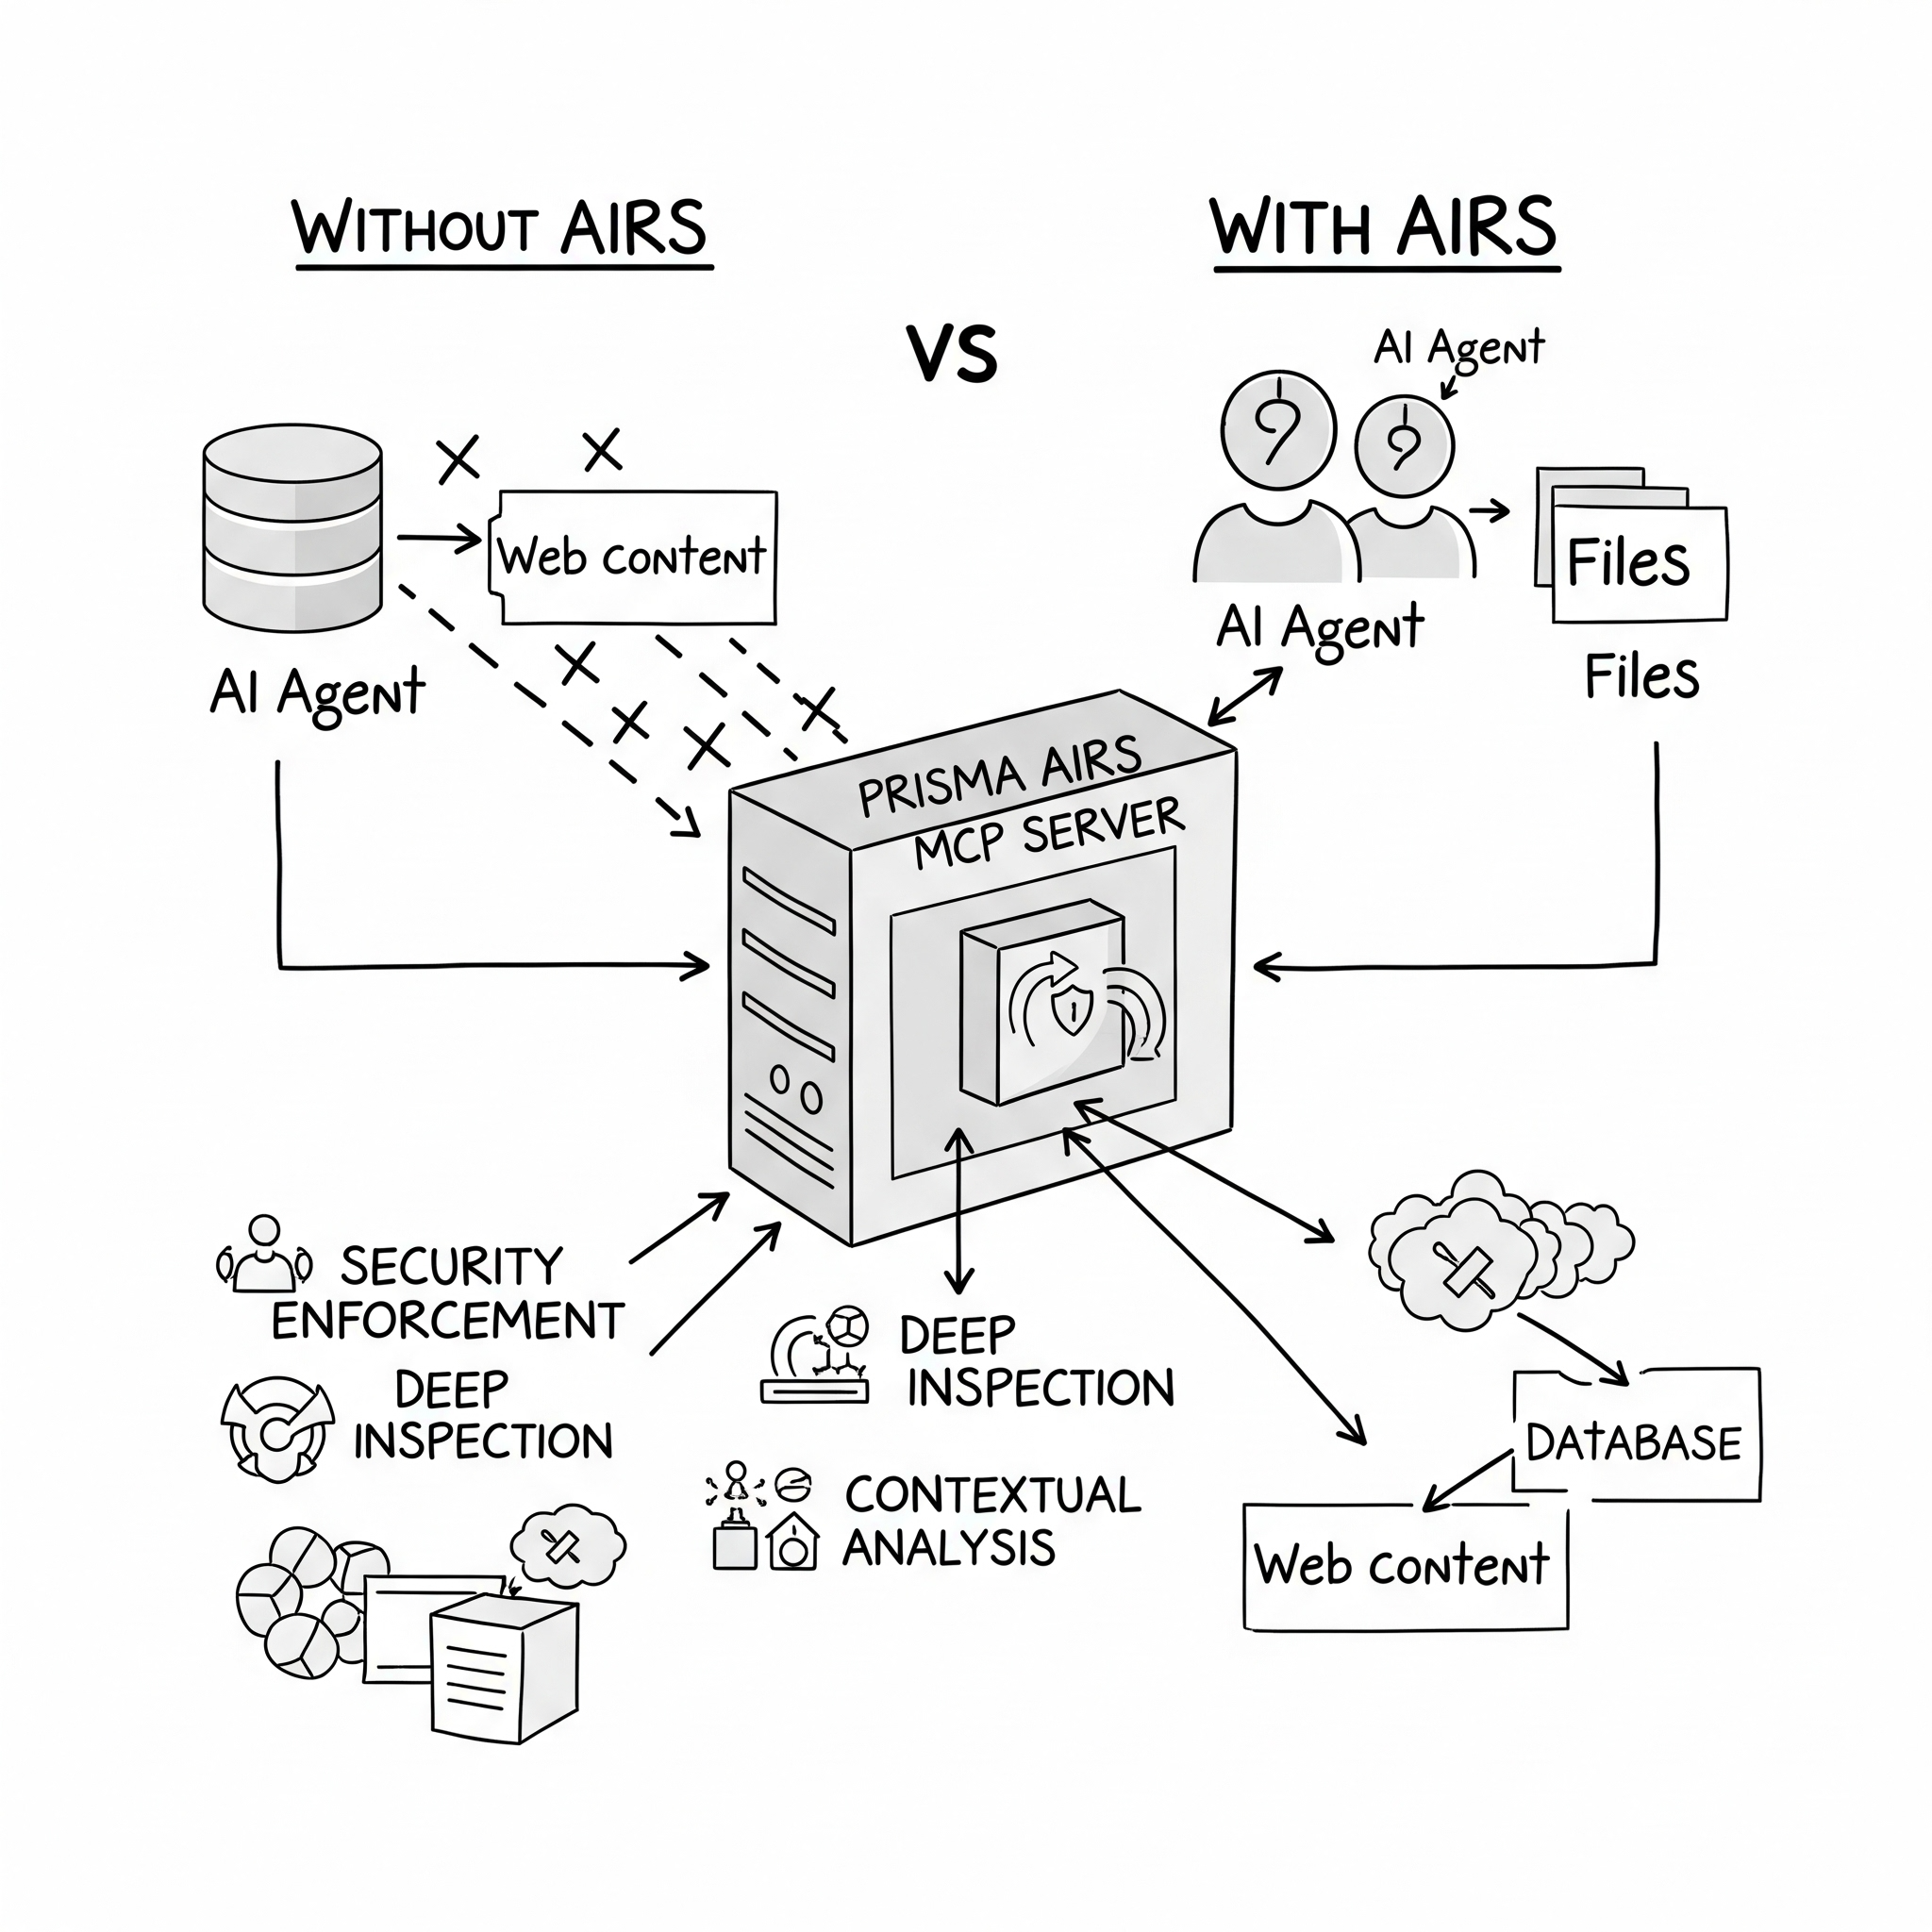 WITHOUT AIRS
WITH AIRS
VS
AI Agent
Web content
Files
AI Agent
Files
AI Agent
PRISMA AIRS
MCP SERVER
SECURITY
ENFORCEMENT
DEEP
INSPECTION
DEEP
INSPECTION
CONTEXTUAL
ANALYSIS
DATABASE
Web content